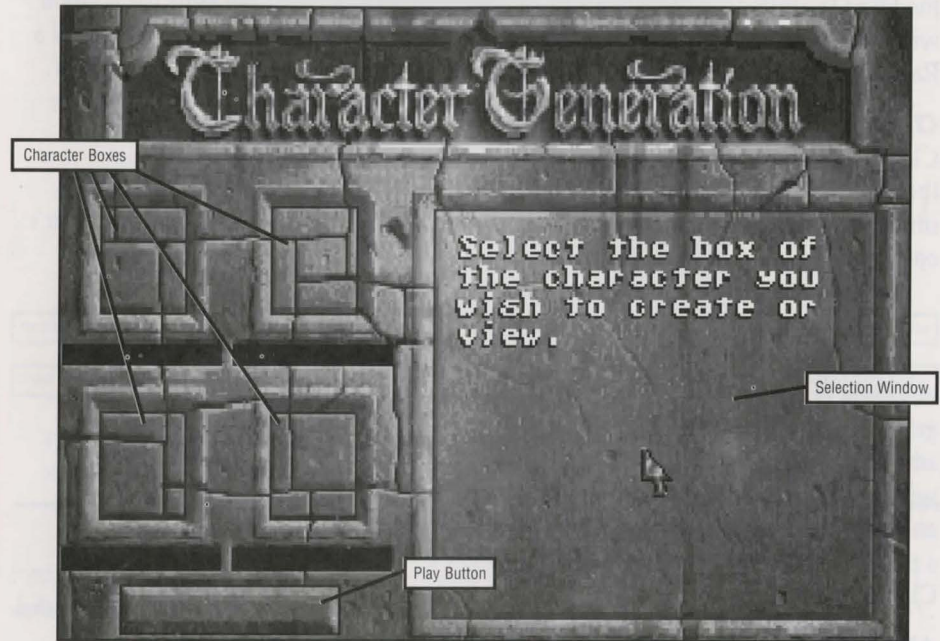 Character Generation
Character Boxes
Select the box of
the character you
wish to create or
view.
Selection Window
Play Button